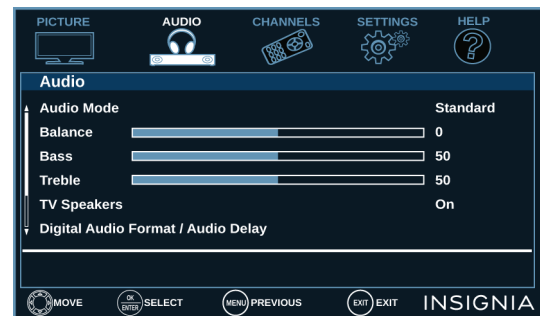 PICTURE AUDIO CHANNELS SETTINGS HELP
Audio
Audio Mode Standard
Balance 0
Bass 50
Treble 50
TV Speakers On
Digital Audio Format / Audio Delay
MOVE OK ENTER SELECT MENU PREVIOUS EXIT EXIT INSIGNIA